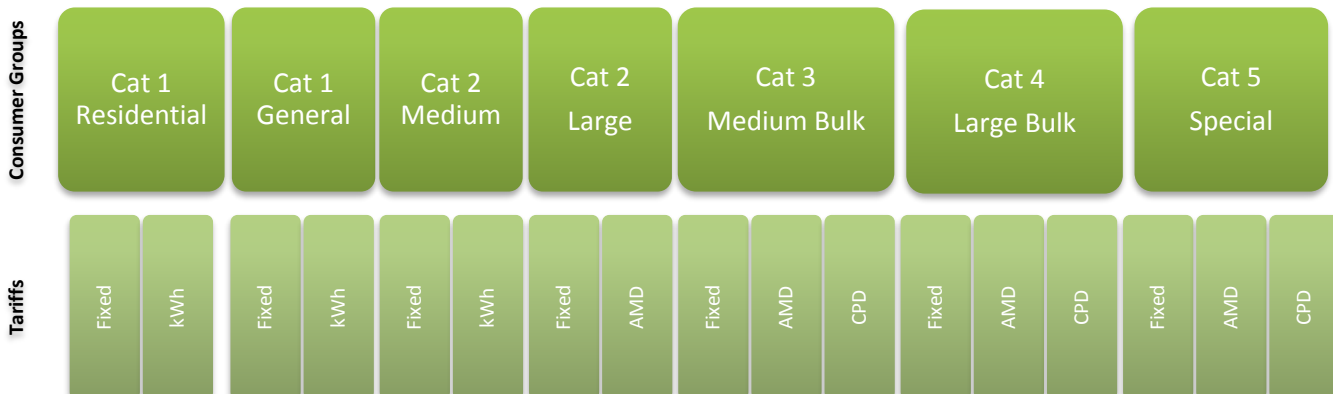 Consumer Groups
Cat 1
Residential
Cat 1
General
Cat 2
Medium
Cat 2
Large
Cat 3
Medium Bulk
Cat 4
Large Bulk
Cat 5
Special
Tariffs
Fixed
kWh
Fixed
kWh
Fixed
kWh
Fixed
AMD
Fixed
AMD
CPD
Fixed
AMD
CPD
Fixed
AMD
CPD